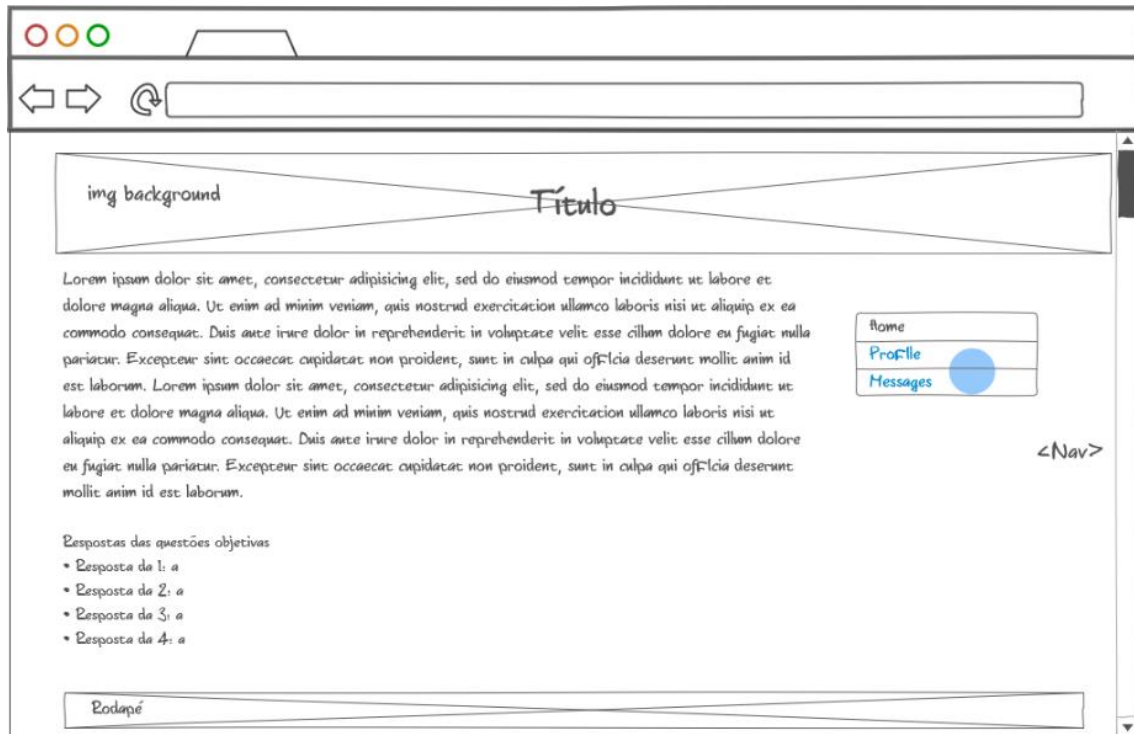 img background
Título
Lorem ipsum dolor sit amet, consectetur adipisicing elit, sed do eiusmod tempor incididunt ut labore et
dolore magna aliqua. Ut enim ad minim veniam, quis nostrud exercitation ullamco laboris nisi ut aliquip ex ea
commodo consequat. Duis aute irure dolor in reprehenderit in voluptate velit esse cillum dolore eu fugiat nulla
pariatur. Excepteur sint occaecat cupidatat non proident, sunt in culpa qui officia deserunt mollit anim id
est laborum. Lorem ipsum dolor sit amet, consectetur adipisicing elit, sed do eiusmod tempor incididunt ut
labore et dolore magna aliqua. Ut enim ad minim veniam, quis nostrud exercitation ullamco laboris nisi ut
aliquip ex ea commodo consequat. Duis aute irure dolor in reprehenderit in voluptate velit esse cillum dolore
eu fugiat nulla pariatur. Excepteur sint occaecat cupidatat non proident, sunt in culpa qui officia deserunt
mollit anim id est laborum.
Home
Profile
Messages
<Nav>
Respostas das questões objetivas
• Resposta da 1: a
• Resposta da 2: a
• Resposta da 3: a
• Resposta da 4: a
Rodapé